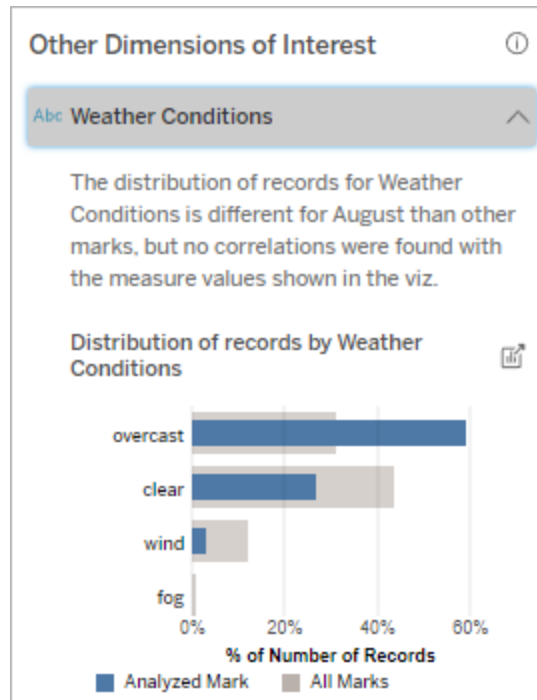 Other Dimensions of Interest
Abc Weather Conditions
The distribution of records for Weather
Conditions is different for August than other
marks, but no correlations were found with
the measure values shown in the viz.
Distribution of records by Weather
Conditions
overcast
clear
wind
fog
0% 20% 40% 60%
% of Number of Records
Analyzed Mark All Marks